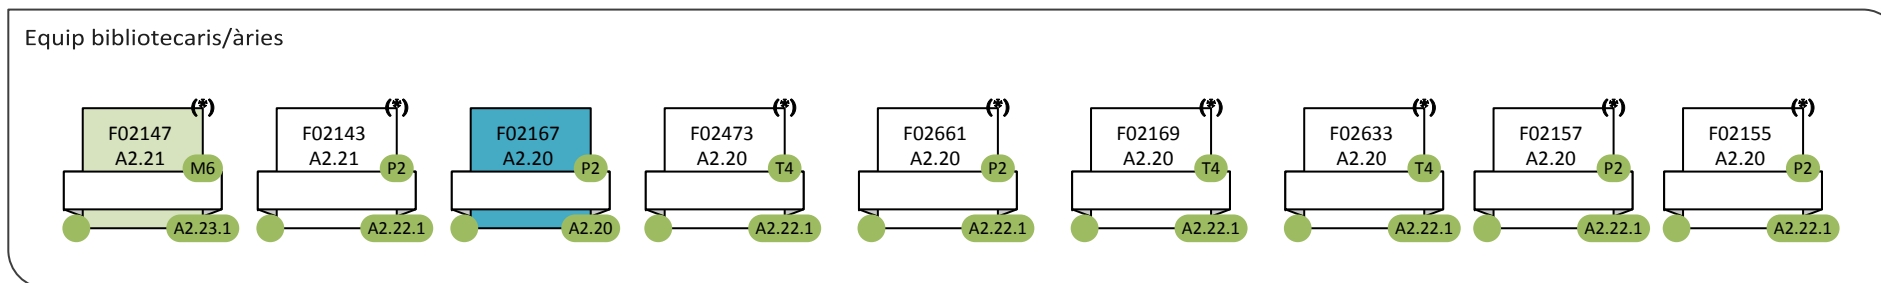 Equip bibliotecaris/àries
(*)
F02147
A2.21
M6
A2.23.1
(*)
F02143
A2.21
P2
A2.22.1
F02167
A2.20
P2
A2.20
(*)
F02473
A2.20
T4
A2.22.1
(*)
F02661
A2.20
P2
A2.22.1
(*)
F02169
A2.20
T4
A2.22.1
(*)
F02633
A2.20
T4
A2.22.1
(*)
F02157
A2.20
P2
A2.22.1
(*)
F02155
A2.20
P2
A2.22.1